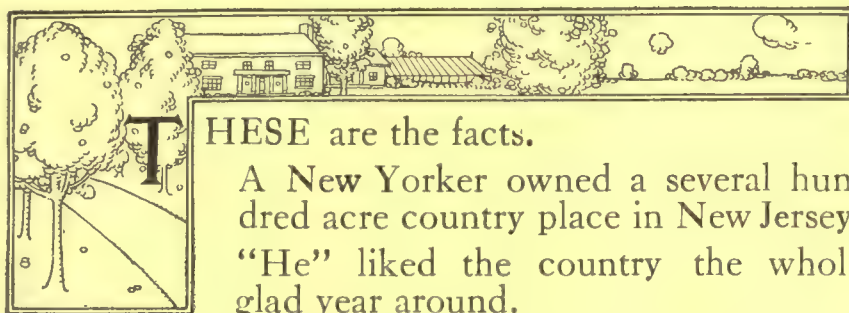 THESE are the facts.
A New Yorker owned a several hun
dred acre country place in New Jersey
"He" liked the country the whol
glad year around.